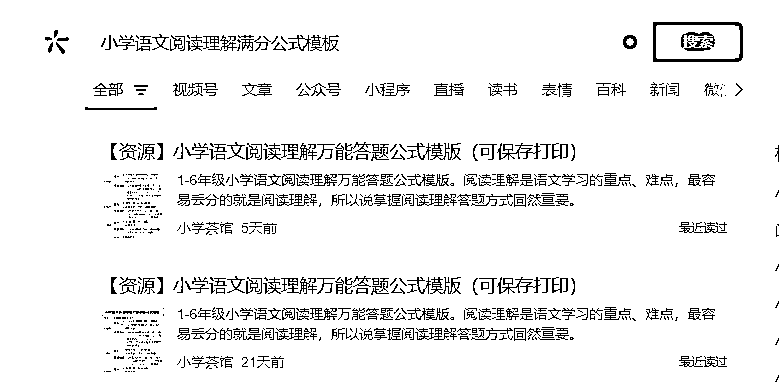 小学语文阅读理解满分公式模板
搜索
全部 视频号 文章 公众号 小程序 直播 读书 表情 百科 新闻
【资源】小学语文阅读理解万能答题公式模版（可保存打印）
1-6年级小学语文阅读理解万能答题公式模版。阅读理解是语文学习的重点、难点，最容
易丢分的就是阅读理解，所以说掌握阅读理解答题方式固然重要。
小学荟馆 5天前
最近读过
【资源】小学语文阅读理解万能答题公式模版（可保存打印）
1-6年级小学语文阅读理解万能答题公式模版。阅读理解是语文学习的重点、难点，最容
易丢分的就是阅读理解，所以说掌握阅读理解答题方式固然重要。
小学荟馆 21天前
最近读过